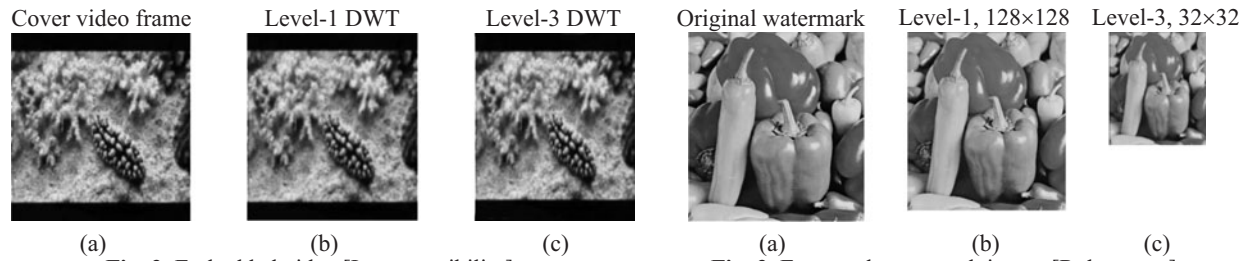 Cover video frame Level-1 DWT Level-3 DWT Original watermark Level-1, 128×128 Level-3, 32×32
(a) (b) (c) (a) (b) (c)